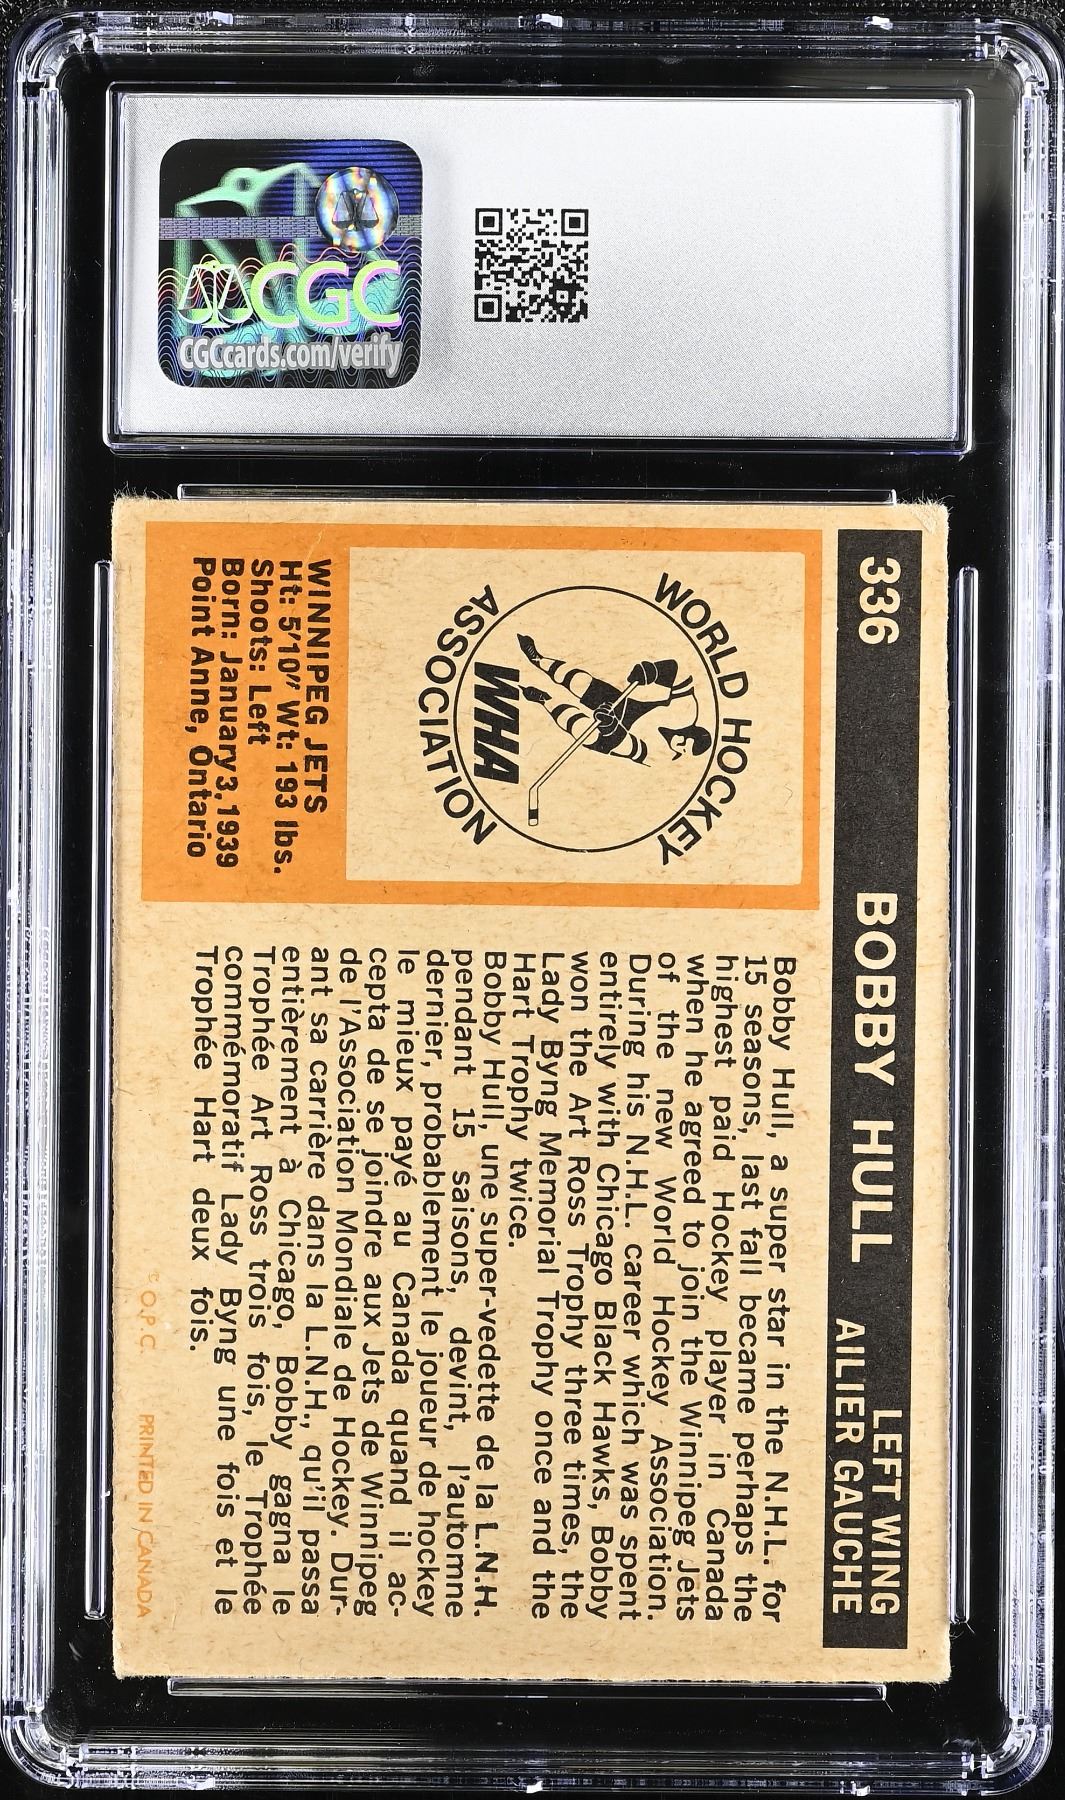 CGC
CGCcards.com/verify
336
BOBBY HULL
LEFT WING
AILIER GAUCHE
WORLD HOCKEY
ASSOCIATION
WHA
WINNIPEG JETS
Ht: 5'10" Wt: 193 lbs.
Shoots: Left
Born: January 3, 1939
Point Anne, Ontario
Bobby Hull, a super star in the N.H.L. for
15 seasons, last fall became perhaps the
highest paid Hockey player in Canada
when he agreed to join the Winnipeg Jets
of the new World Hockey Association.
During his N.H.L. career which was spent
entirely with Chicago Black Hawks, Bobby
won the Art Ross Trophy three times, the
Lady Byng Memorial Trophy once and the
Hart Trophy twice.
Bobby Hull, une super-vedette de la L.N.H.
pendant 15 saisons, devint, l'automne
dernier, probablement le joueur de hockey
le mieux payé au Canada quand il ac-
cepta de se joindre aux Jets de Winnipeg
de l'Association Mondiale de Hockey. Dur-
ant sa carrière dans la L.N.H., qu'il passa
entièrement à Chicago, Bobby gagna le
Trophée Art Ross trois fois, le Trophée
commémoratif Lady Byng une fois et le
Trophée Hart deux fois.
© O.P.C. PRINTED IN CANADA